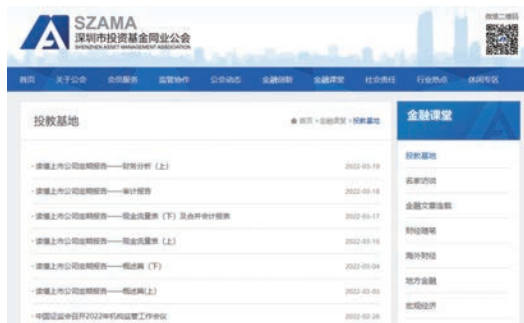 SZAMA
深圳市投资基金同业公会
SHENZHEN ASSET MANAGEMENT ASSOCIATION
微信二维码
首页 关于公会 会员服务 监管协作 公会动态 金融创新 金融课堂 社会责任 行业热点 休闲专区
投教基地
首页 > 金融课堂 > 投教基地
· 读懂上市公司定期报告——财务分析（上） 2022-03-19
· 读懂上市公司定期报告——审计报告 2022-03-18
· 读懂上市公司定期报告——现金流量表（下）及合并会计报表 2022-03-17
· 读懂上市公司定期报告——现金流量表（上） 2022-03-16
· 读懂上市公司定期报告——概述篇（下） 2022-03-04
· 读懂上市公司定期报告——概述篇(上) 2022-03-03
· 中国证监会召开2022年机构监管工作会议 2022-02-26
金融课堂
投教基地
名家访谈
金融文章连载
财经随笔
海外财经
地方金融
宏观经济